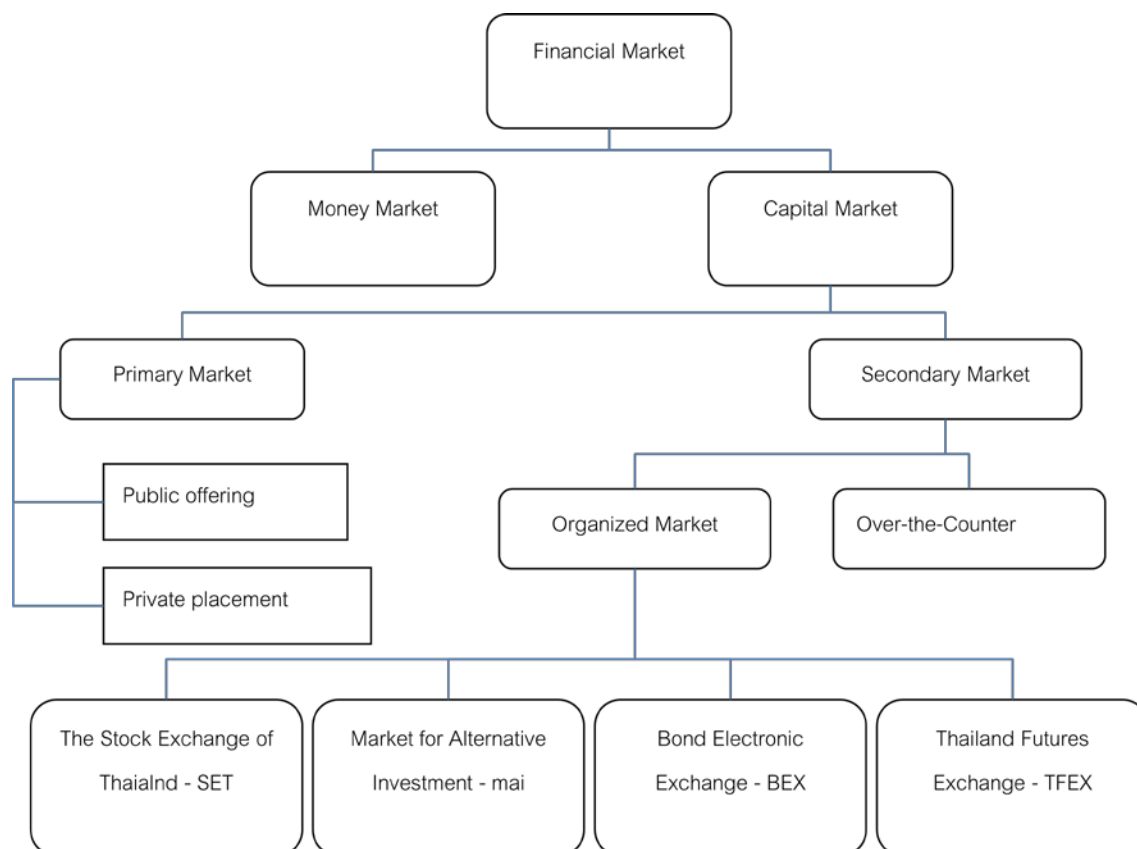 Financial Market
Money Market
Capital Market
Primary Market
Secondary Market
Public offering
Organized Market
Over-the-Counter
Private placement
The Stock Exchange of
Thaialnd - SET
Market for Alternative
Investment - mai
Bond Electronic
Exchange - BEX
Thailand Futures
Exchange - TFEX